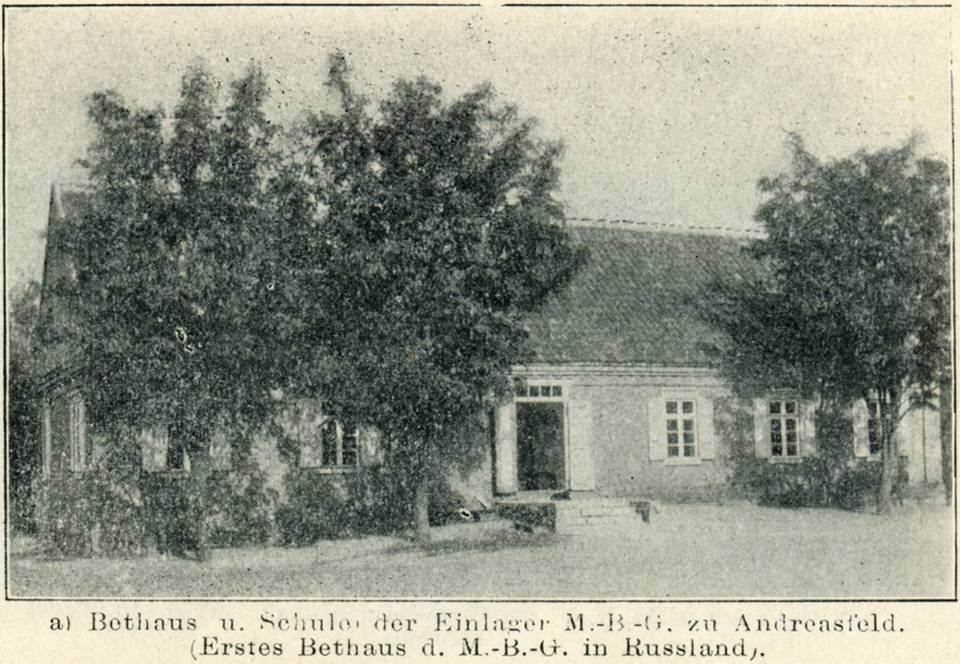 a) Bethaus u. Schule der Einlager M.-B.-G. zu Andreasfeld.
(Erstes Bethaus d. M.-B.-G. in Russland).